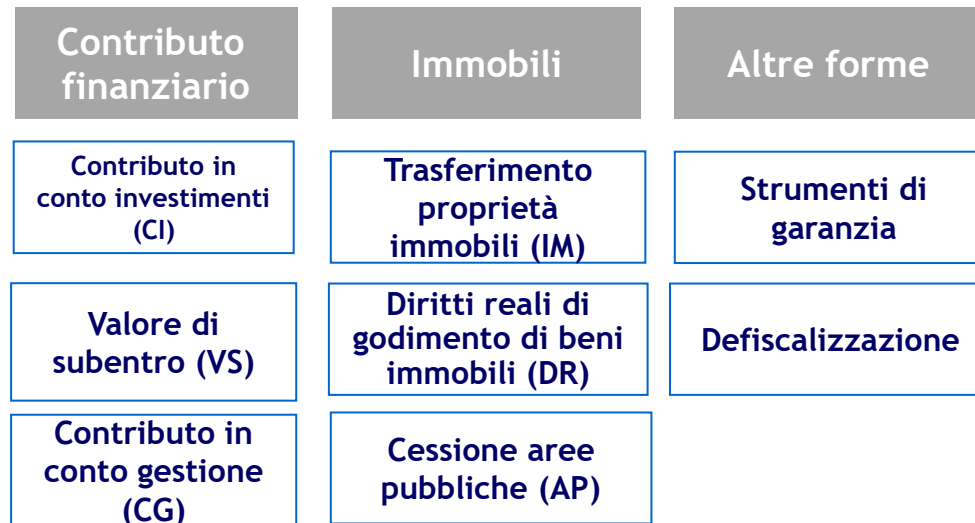 Contributo
finanziario
Immobili
Altre forme
Contributo in
conto investimenti
(CI)
Trasferimento
proprietà
immobili (IM)
Strumenti di
garanzia
Valore di
subentro (VS)
Diritti reali di
godimento di beni
immobili (DR)
Defiscalizzazione
Contributo in
conto gestione
(CG)
Cessione aree
pubbliche (AP)